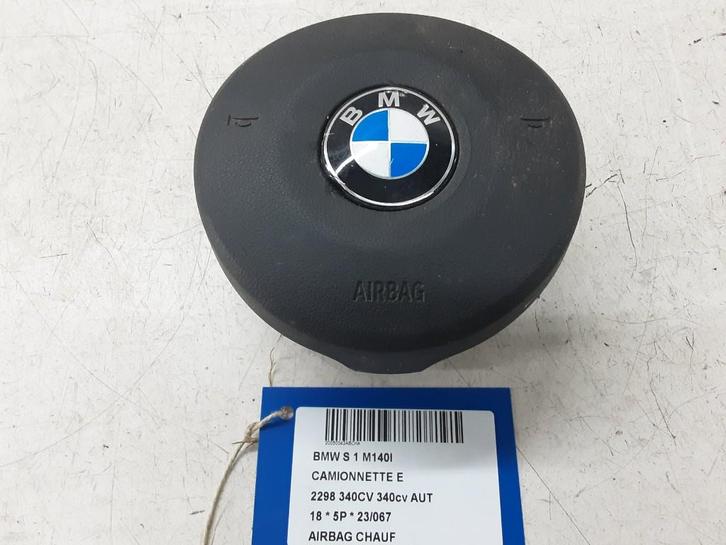 BMW
AIRBAG
BMW S 1 M140I
CAMIONNETTE E
2298 340CV 340cv AUT
18 * 5P * 23/067
AIRBAG CHAUF